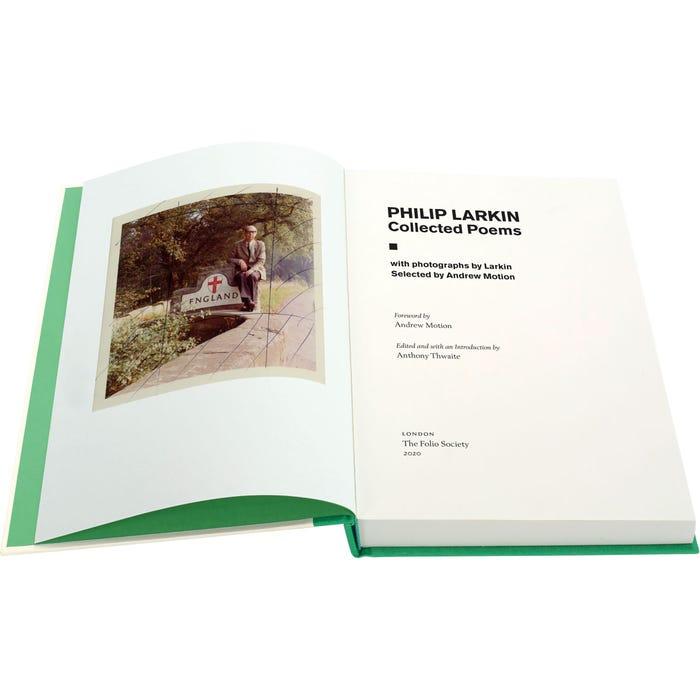 ENGLAND
PHILIP LARKIN
Collected Poems
with photographs by Larkin
Selected by Andrew Motion
Foreword by
Andrew Motion
Edited and with an Introduction by
Anthony Thwaite
LONDON
The Folio Society
2020